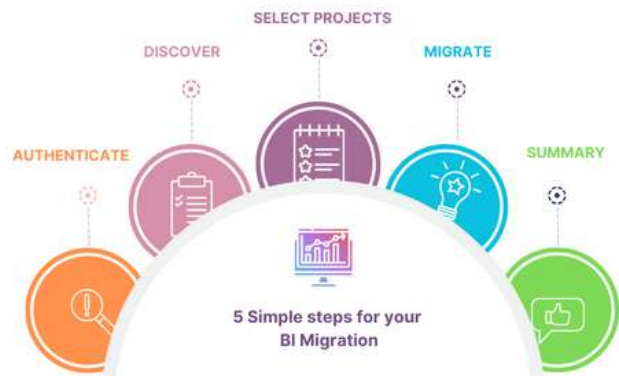 SELECT PROJECTS
DISCOVER
MIGRATE
AUTHENTICATE
SUMMARY
5 Simple steps for your
BI Migration